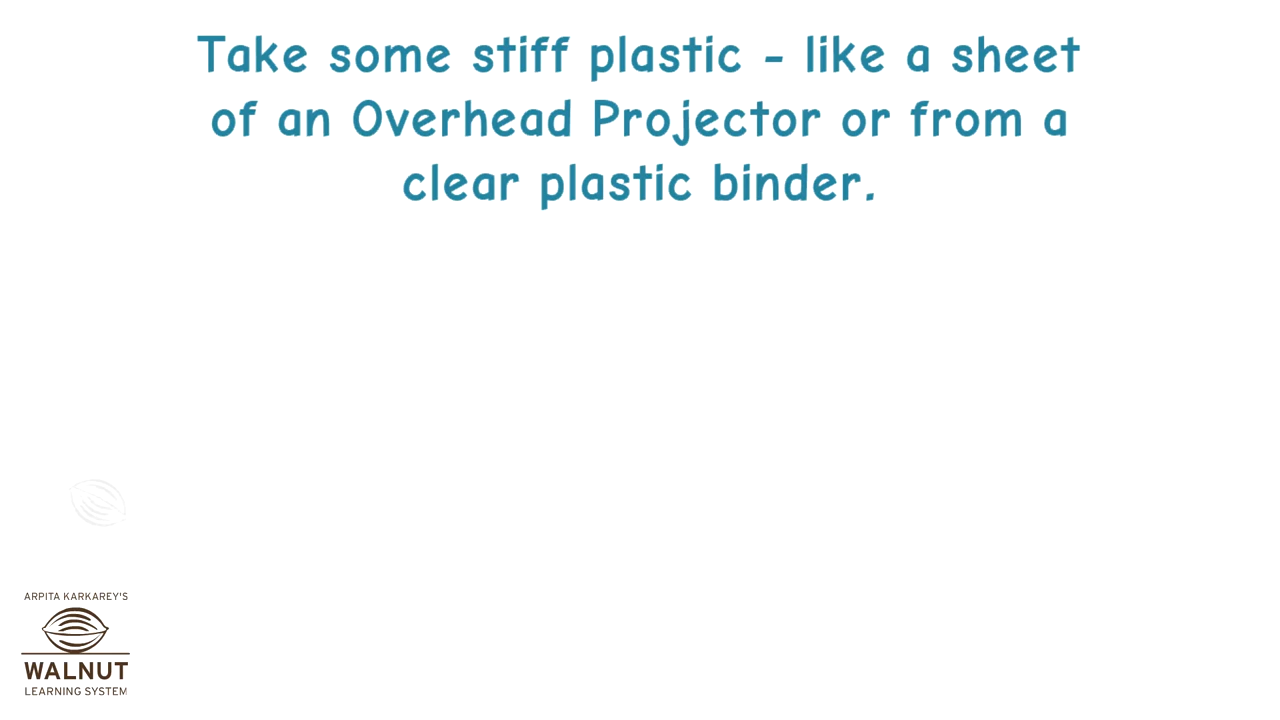 Take some stiff plastic - like a sheet
of an Overhead Projector or from a
clear plastic binder.
ARPITA KARKAREY'S
WALNUT
LEARNING SYSTEM